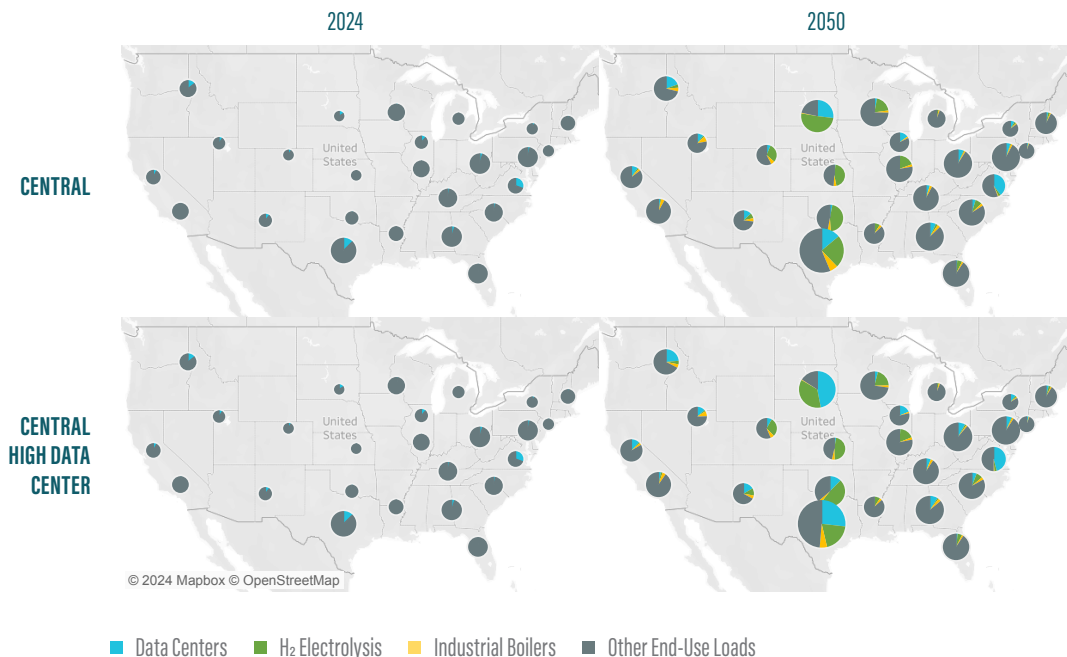 2024
2050
CENTRAL
United
States
United
States
CENTRAL
HIGH DATA
CENTER
United
States
United
States
© 2024 Mapbox © OpenStreetMap
Data Centers
H₂ Electrolysis
Industrial Boilers
Other End-Use Loads